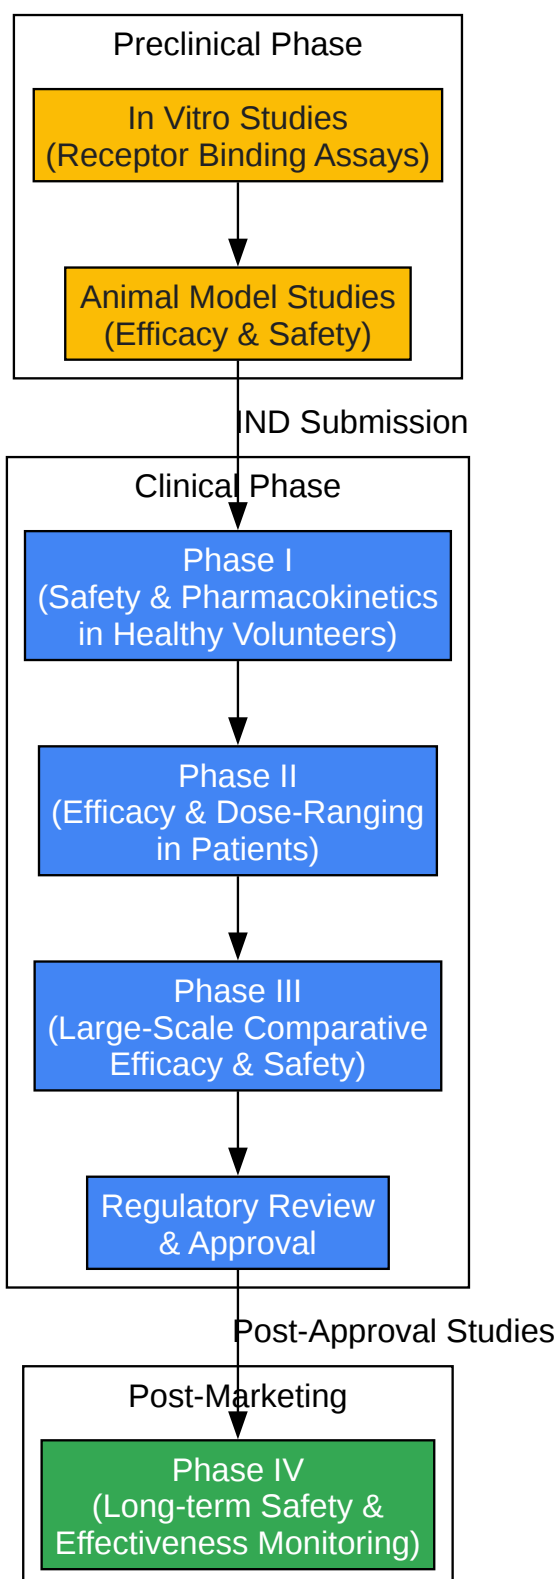 Preclinical Phase
In Vitro Studies
(Receptor Binding Assays)
Animal Model Studies
(Efficacy & Safety)
IND Submission
Clinical Phase
Phase I
(Safety & Pharmacokinetics
in Healthy Volunteers)
Phase II
(Efficacy & Dose-Ranging
in Patients)
Phase III
(Large-Scale Comparative
Efficacy & Safety)
Regulatory Review
& Approval
Post-Approval Studies
Post-Marketing
Phase IV
(Long-term Safety &
Effectiveness Monitoring)